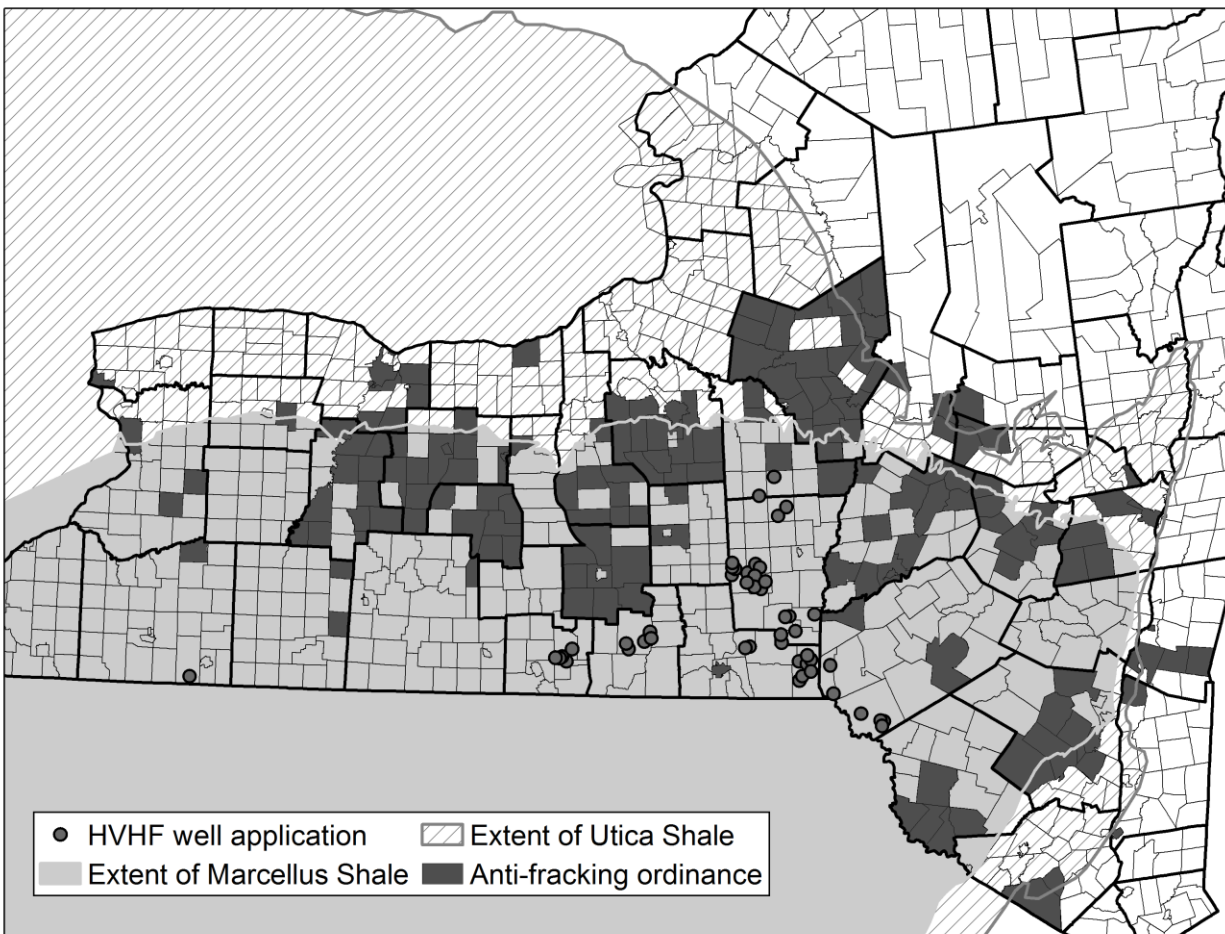 HVHF well application
Extent of Utica Shale
Extent of Marcellus Shale
Anti-fracking ordinance